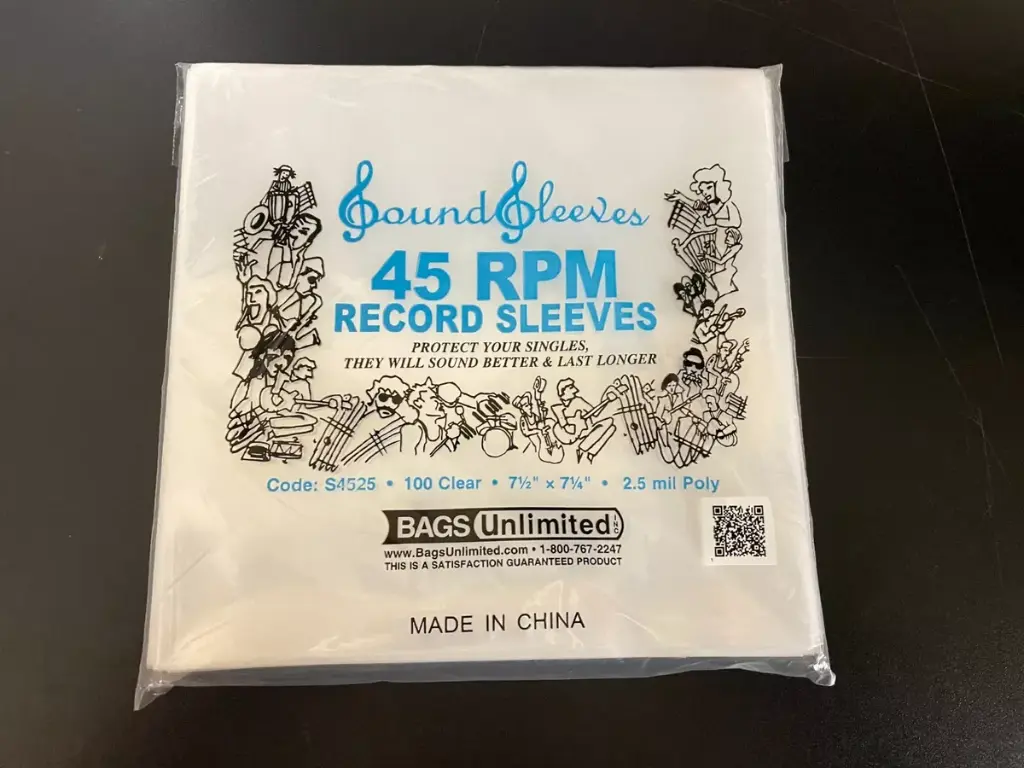 Sound Sleeves
45 RPM
RECORD SLEEVES
PROTECT YOUR SINGLES,
THEY WILL SOUND BETTER & LAST LONGER
Code: S4525 • 100 Clear • 7½" x 7¼" • 2.5 mil Poly
BAGS Unlimited INC
www.BagsUnlimited.com • 1-800-767-2247
THIS IS A SATISFACTION GUARANTEED PRODUCT
MADE IN CHINA